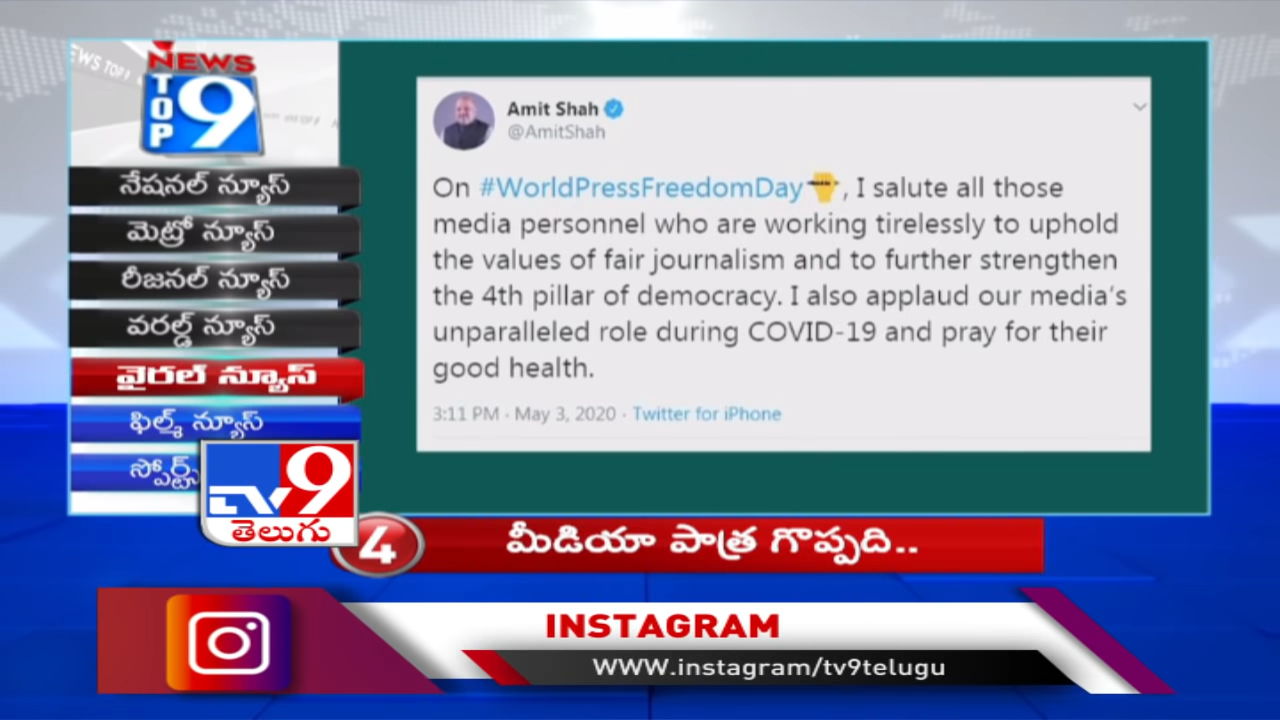 NEWS
TOP 9
నేషనల్ న్యూస్
మెట్రో న్యూస్
రీజనల్ న్యూస్
వరల్డ్ న్యూస్
వైరల్ న్యూస్
ఫిల్మ్ న్యూస్
స్పోర్ట్స్
TV9
తెలుగు
Amit Shah
@AmitShah
On #WorldPressFreedomDay, I salute all those
media personnel who are working tirelessly to uphold
the values of fair journalism and to further strengthen
the 4th pillar of democracy. I also applaud our media's
unparalleled role during COVID-19 and pray for their
good health.
3:11 PM · May 3, 2020 · Twitter for iPhone
4 మీడియా పాత్ర గొప్పది..
INSTAGRAM
WWW.instagram/tv9telugu